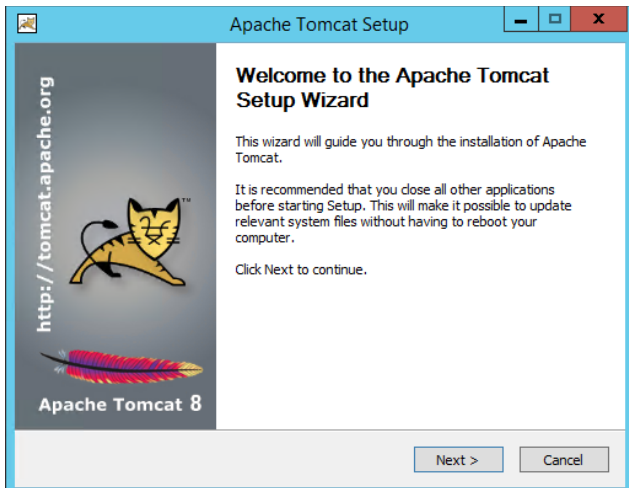 Apache Tomcat Setup
http://tomcat.apache.org
TM
Apache Tomcat 8
Welcome to the Apache Tomcat
Setup Wizard
This wizard will guide you through the installation of Apache
Tomcat.
It is recommended that you close all other applications
before starting Setup. This will make it possible to update
relevant system files without having to reboot your
computer.
Click Next to continue.
Next >
Cancel